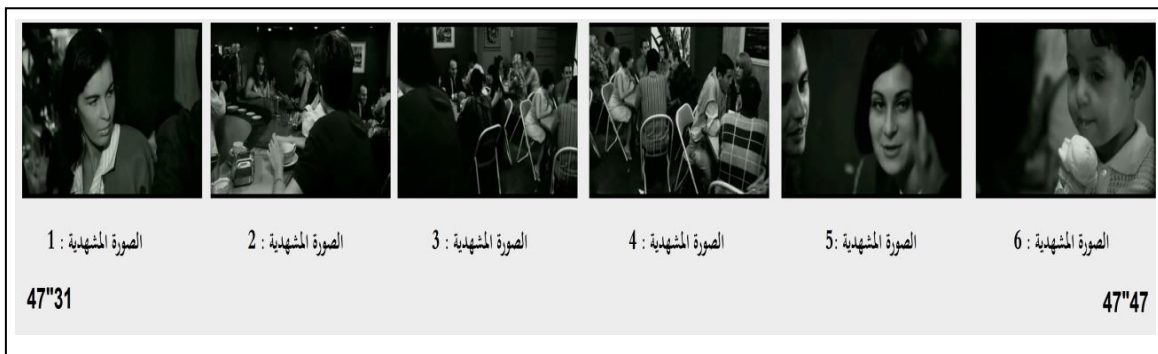 الصورة المشهدية : 1
الصورة المشهدية : 2
الصورة المشهدية : 3
الصورة المشهدية : 4
الصورة المشهدية :5
الصورة المشهدية : 6
47"31
47"47